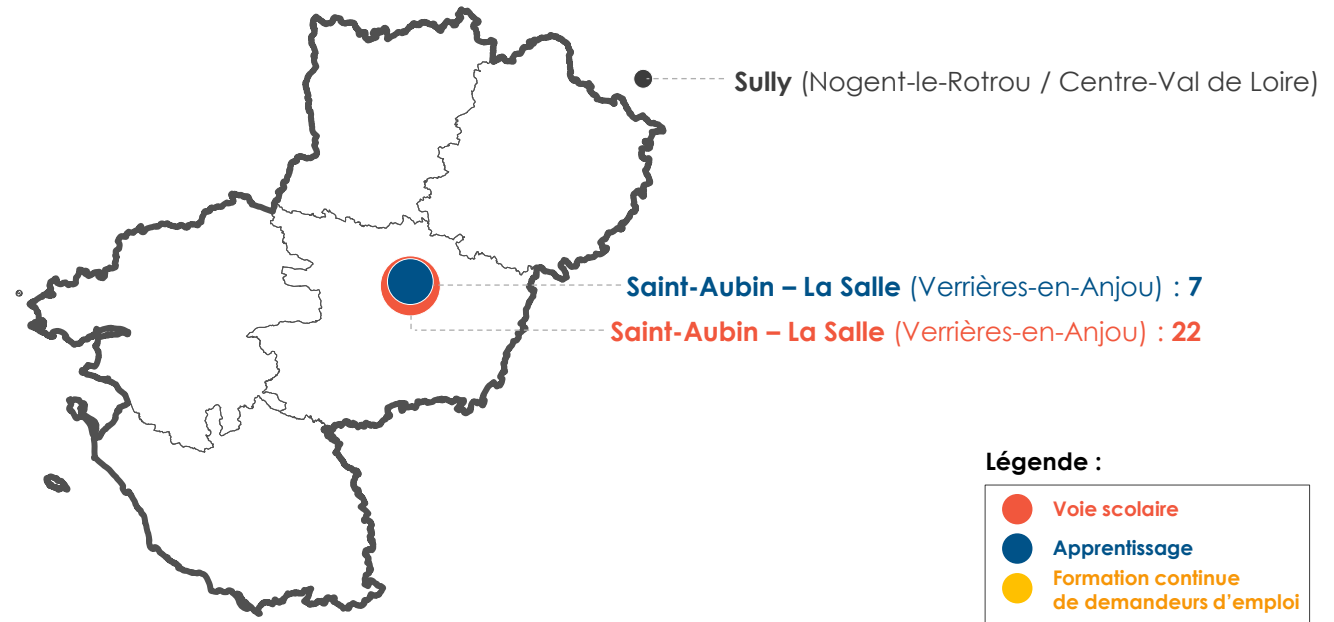 Sully (Nogent-le-Rotrou / Centre-Val de Loire)
Saint-Aubin – La Salle (Verrières-en-Anjou) : 7
Saint-Aubin – La Salle (Verrières-en-Anjou) : 22
Légende :
Voie scolaire
Apprentissage
Formation continue
de demandeurs d'emploi